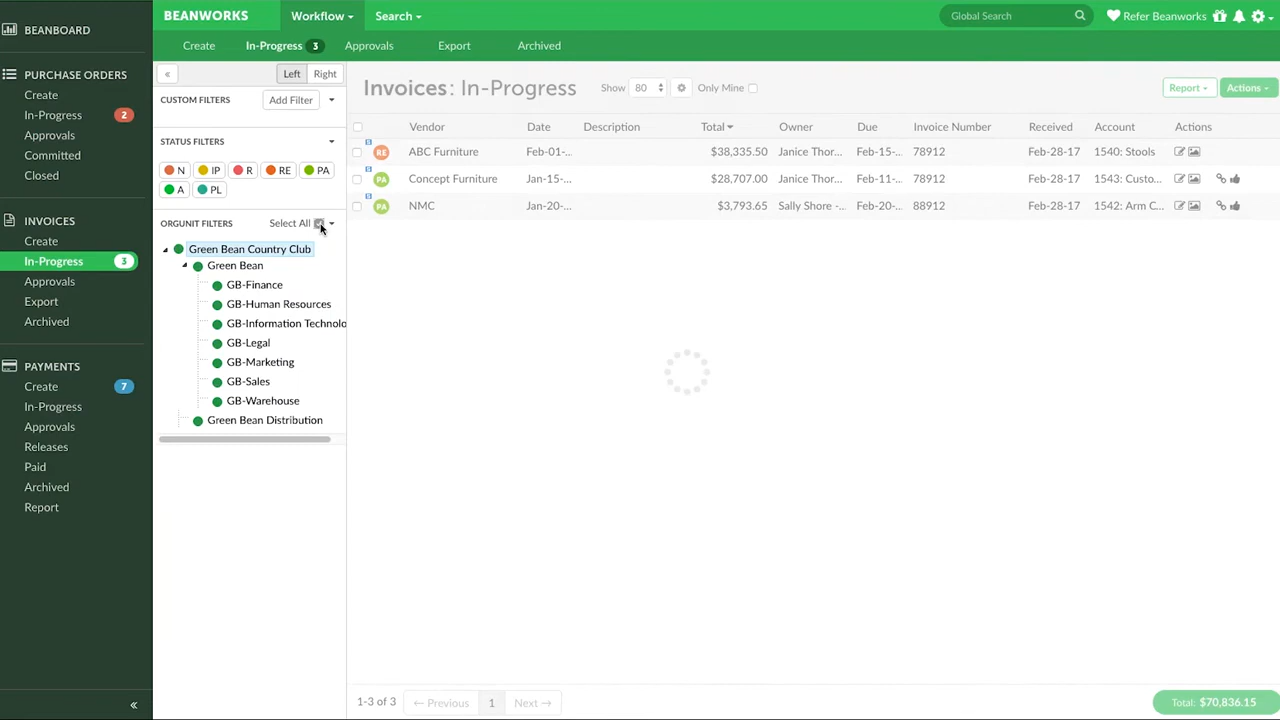 BEANBOARD
PURCHASE ORDERS
Create
In-Progress 2
Approvals
Committed
Closed
INVOICES
Create
In-Progress 3
Approvals
Export
Archived
PAYMENTS
Create 7
In-Progress
Approvals
Releases
Paid
Archived
Report
«
BEANWORKS Workflow Search Global Search Refer Beanworks
Create In-Progress 3 Approvals Export Archived
« Left Right
CUSTOM FILTERS Add Filter
STATUS FILTERS
N IP R RE PA
A PL
ORGUNIT FILTERS Select All
Green Bean Country Club
Green Bean
GB-Finance
GB-Human Resources
GB-Information Technolo
GB-Legal
GB-Marketing
GB-Sales
GB-Warehouse
Green Bean Distribution
Invoices: In-Progress Show 80 Only Mine Report Actions
Vendor Date Description Total Owner Due Invoice Number Received Account Actions
RE ABC Furniture Feb-01-... $38,335.50 Janice Thor... Feb-15-... 78912 Feb-28-17 1540: Stools
PA Concept Furniture Jan-15-... $28,707.00 Janice Thor... Feb-11-... 78912 Feb-28-17 1543: Custo...
PA NMC Jan-20-... $3,793.65 Sally Shore -... Feb-20-... 88912 Feb-28-17 1542: Arm C...
1-3 of 3 ← Previous 1 Next → Total: $70,836.15